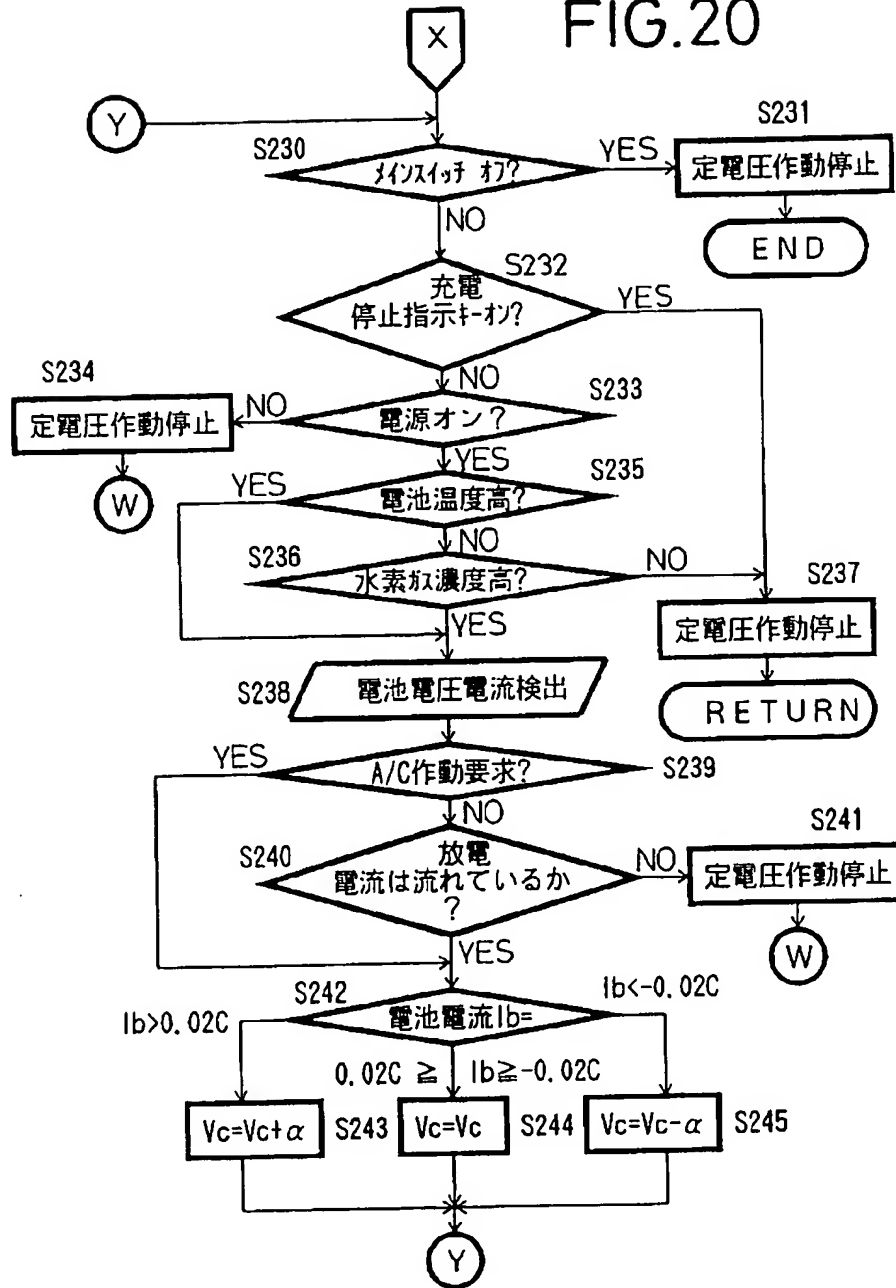 FIG.20
X
Y
S230
メインスイッチ オフ?
YES
S231
定電圧作動停止
END
NO
S232
充電
停止指示キーオン?
YES
NO
S233
電源オン?
NO
S234
定電圧作動停止
W
YES
S235
電池温度高?
YES
NO
S236
水素ガス濃度高?
NO
S237
定電圧作動停止
RETURN
YES
S238
電池電圧電流検出
S239
A/C作動要求?
YES
NO
S240
放電
電流は流れているか
?
NO
S241
定電圧作動停止
W
YES
S242
電池電流Ib=
Ib>0.02C
0.02C ≧ Ib≧-0.02C
Ib<-0.02C
Vc=Vc+α
S243
Vc=Vc
S244
Vc=Vc-α
S245
Y